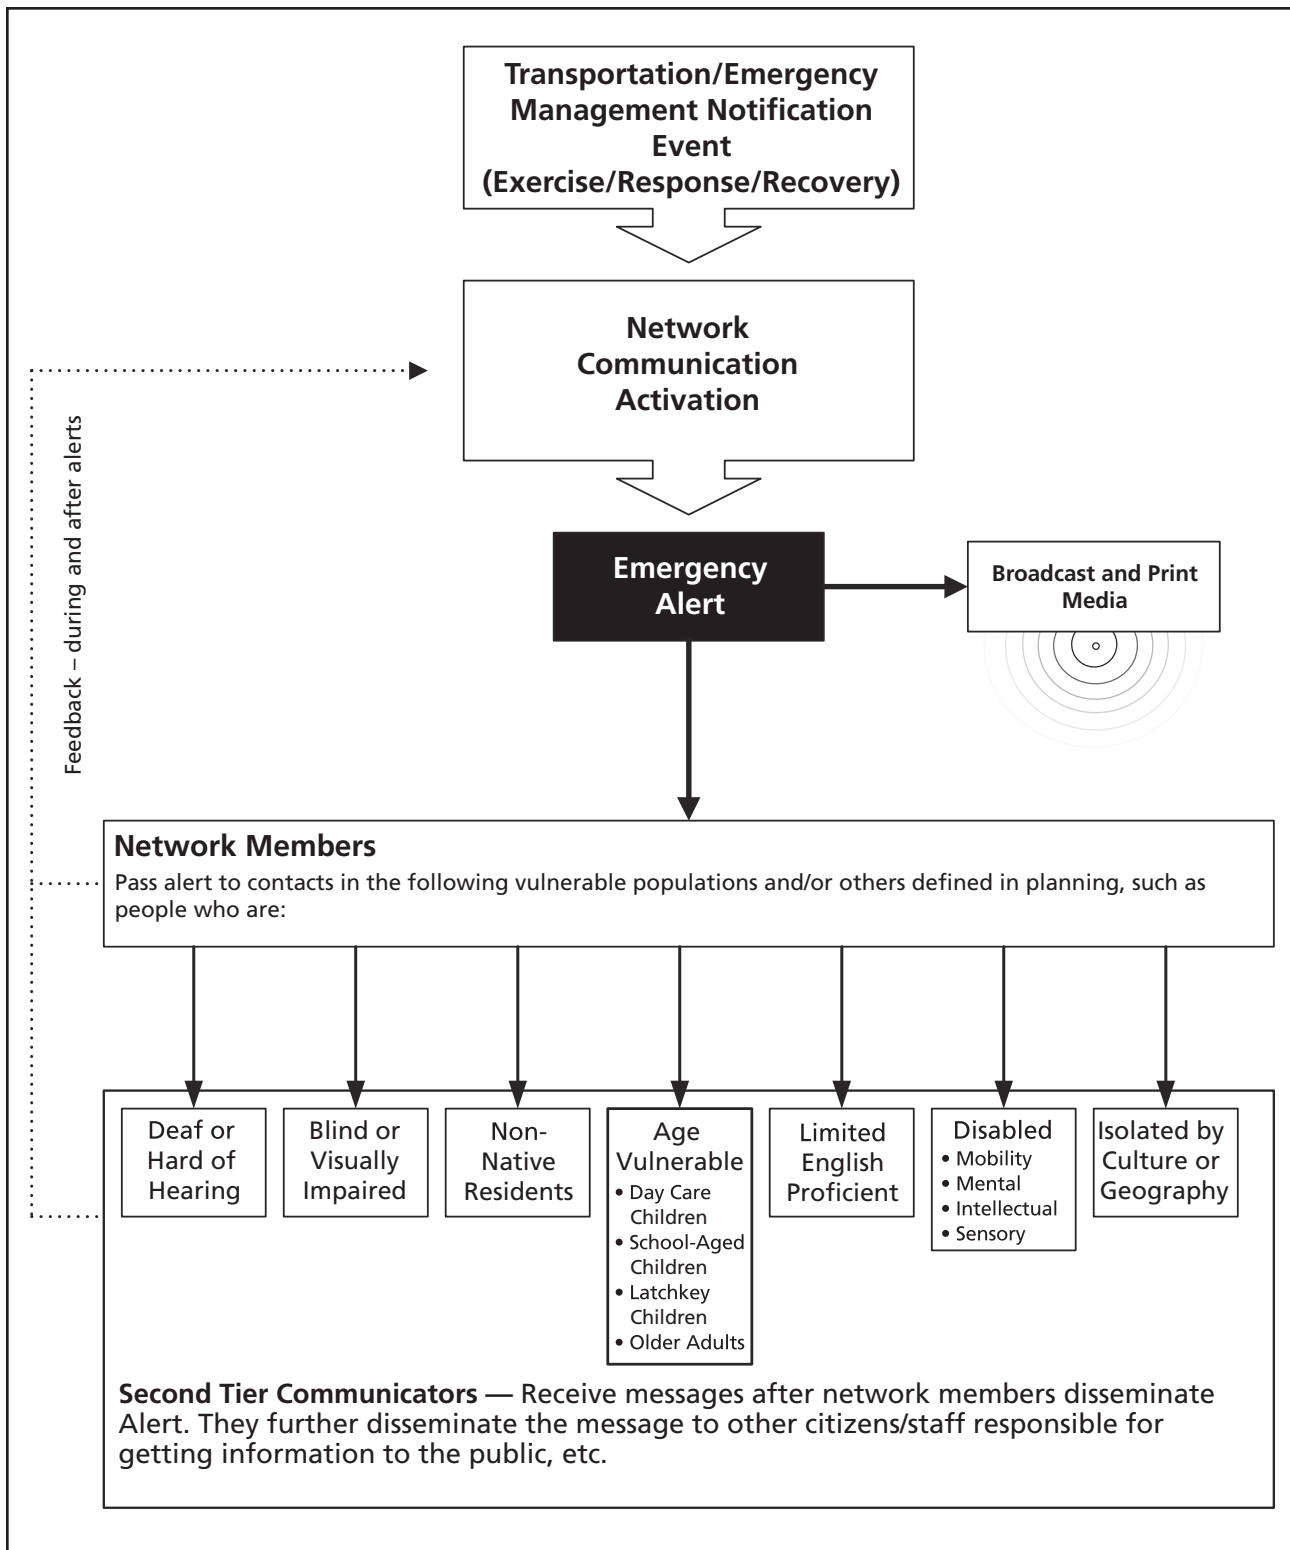 Transportation/Emergency
Management Notification
Event
(Exercise/Response/Recovery)
Network
Communication
Activation
Emergency
Alert
Broadcast and Print
Media
Feedback – during and after alerts
Network Members
Pass alert to contacts in the following vulnerable populations and/or others defined in planning, such as
people who are:
Deaf or
Hard of
Hearing
Blind or
Visually
Impaired
Non-
Native
Residents
Age
Vulnerable
• Day Care
Children
• School-Aged
Children
• Latchkey
Children
• Older Adults
Limited
English
Proficient
Disabled
• Mobility
• Mental
• Intellectual
• Sensory
Isolated by
Culture or
Geography
Second Tier Communicators — Receive messages after network members disseminate
Alert. They further disseminate the message to other citizens/staff responsible for
getting information to the public, etc.